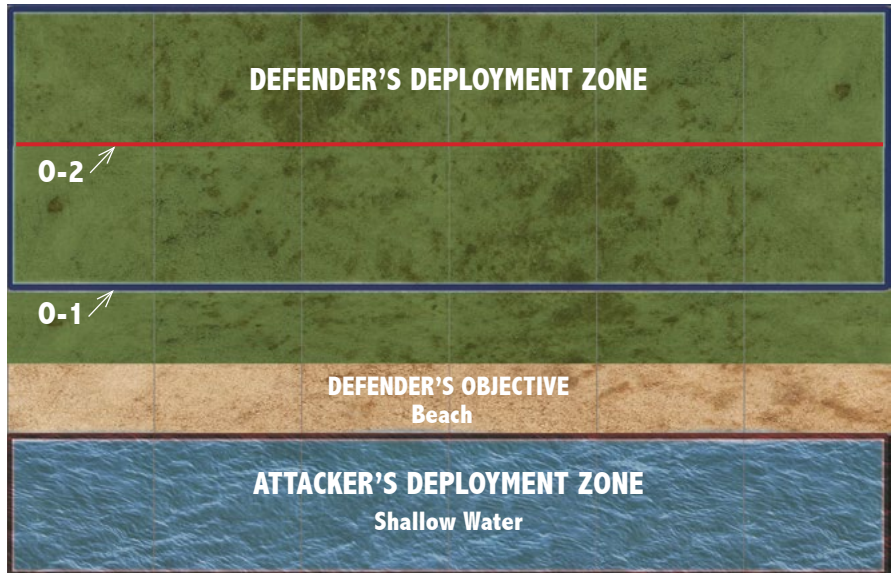 DEFENDER’S DEPLOYMENT ZONE
O-2
O-1
DEFENDER’S OBJECTIVE
Beach
ATTACKER’S DEPLOYMENT ZONE
Shallow Water